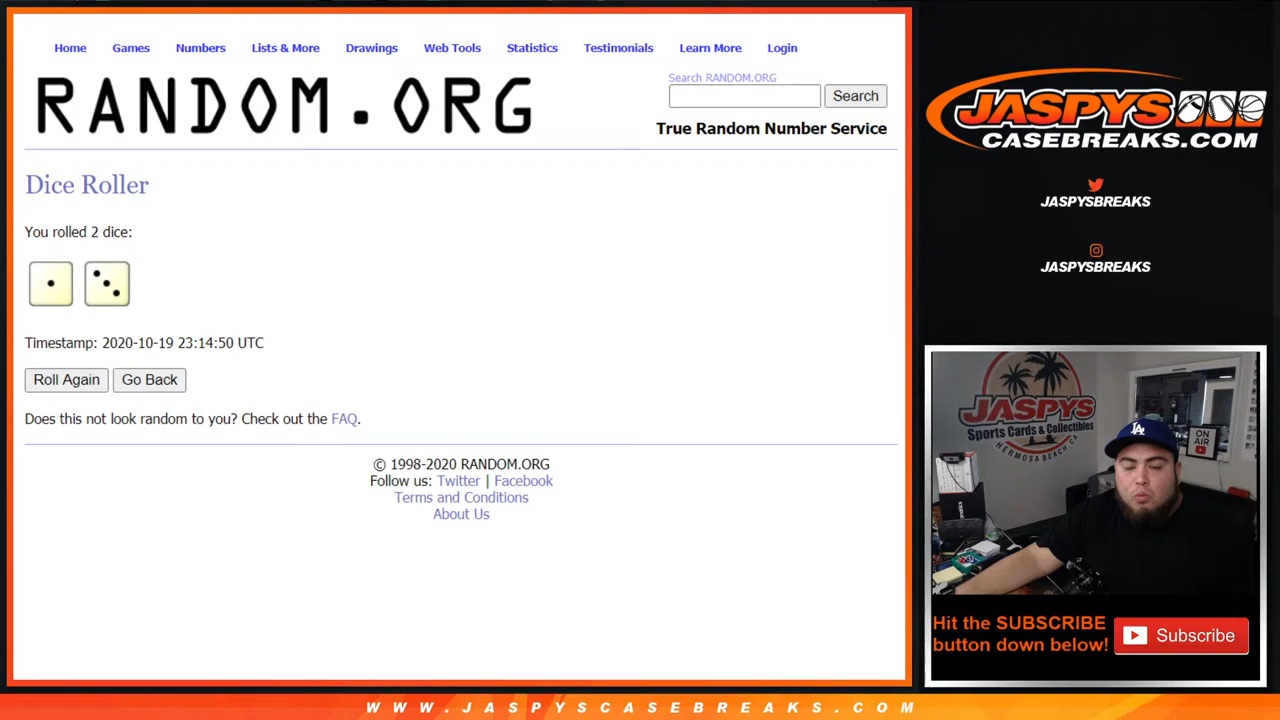 Home Games Numbers Lists & More Drawings Web Tools Statistics Testimonials Learn More Login
RANDOM.ORG
Search RANDOM.ORG
Search
True Random Number Service
Dice Roller
You rolled 2 dice:
Timestamp: 2020-10-19 23:14:50 UTC
Roll Again Go Back
Does this not look random to you? Check out the FAQ.
© 1998-2020 RANDOM.ORG
Follow us: Twitter | Facebook
Terms and Conditions
About Us
JASPYS
CASEBREAKS.COM
JASPYSBREAKS
JASPYSBREAKS
JASPYS
Sports Cards & Collectibles
HERMOSA BEACH, CA
ON
AIR
LA
Hit the SUBSCRIBE
button down below!
Subscribe
WWW.JASPYSCASEBREAKS.COM